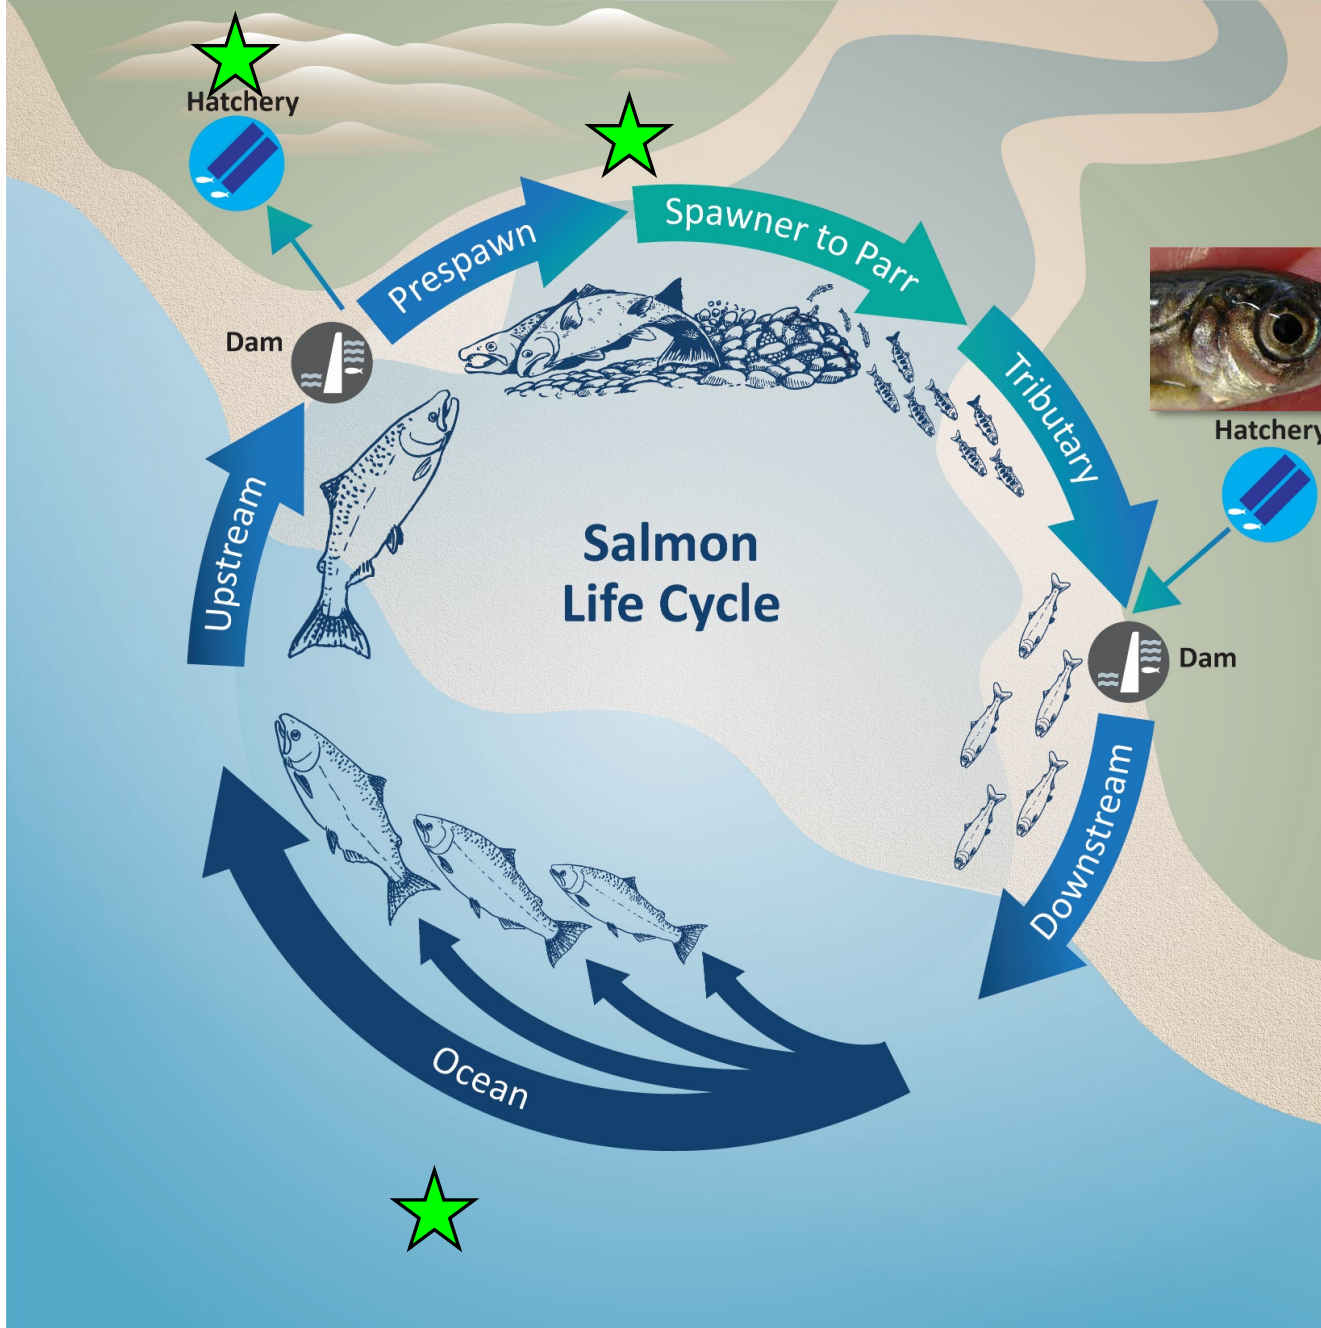 Hatchery
Prespawn
Spawner to Parr
Dam
Tributary
Hatchery
Upstream
Salmon
Life Cycle
Dam
Downstream
Ocean